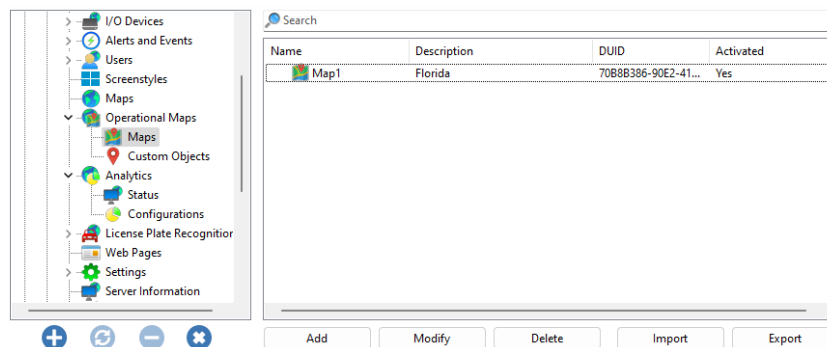 I/O Devices
Alerts and Events
Users
Screenstyles
Maps
Operational Maps
Maps
Custom Objects
Analytics
Status
Configurations
License Plate Recognition
Web Pages
Settings
Server Information
Search
Name Description DUID Activated
Map1 Florida 70B8B386-90E2-41... Yes
Add Modify Delete Import Export